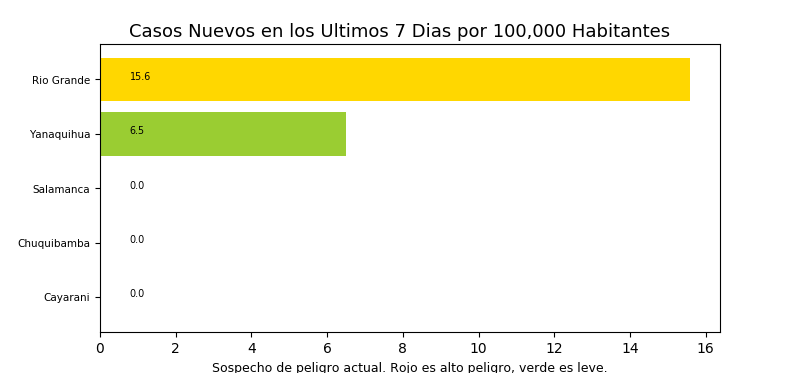 Casos Nuevos en los Ultimos 7 Dias por 100,000 Habitantes
Rio Grande 15.6
Yanaquihua 6.5
Salamanca 0.0
Chuquibamba 0.0
Cayarani 0.0
0 2 4 6 8 10 12 14 16
Sospecho de peligro actual. Rojo es alto peligro, verde es leve.